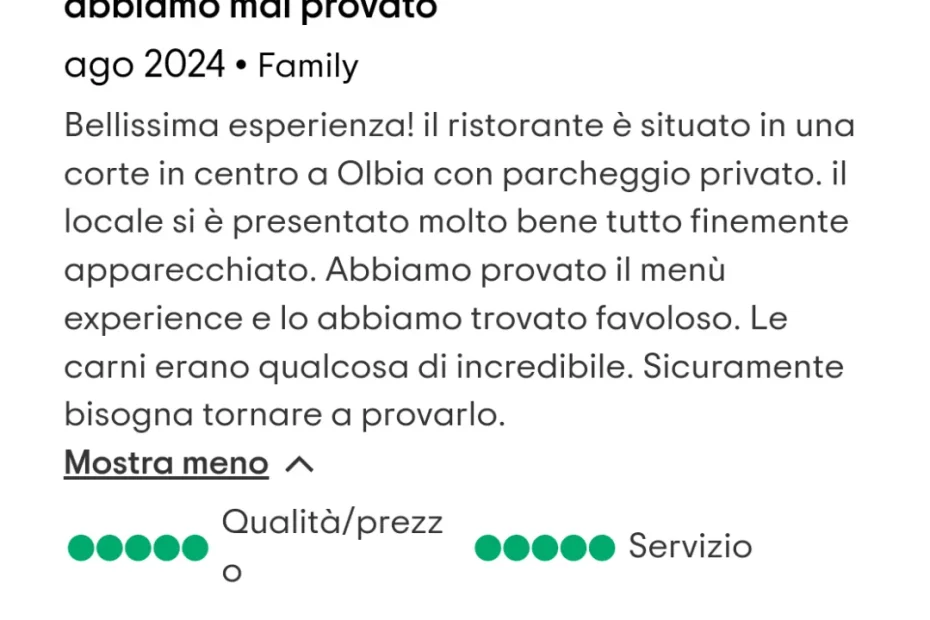 abbiamo mai provato
ago 2024 • Family
Bellissima esperienza! il ristorante è situato in una
corte in centro a Olbia con parcheggio privato. il
locale si è presentato molto bene tutto finemente
apparecchiato. Abbiamo provato il menù
experience e lo abbiamo trovato favoloso. Le
carni erano qualcosa di incredibile. Sicuramente
bisogna tornare a provarlo.
Mostra meno
Qualità/prezz
o
Servizio